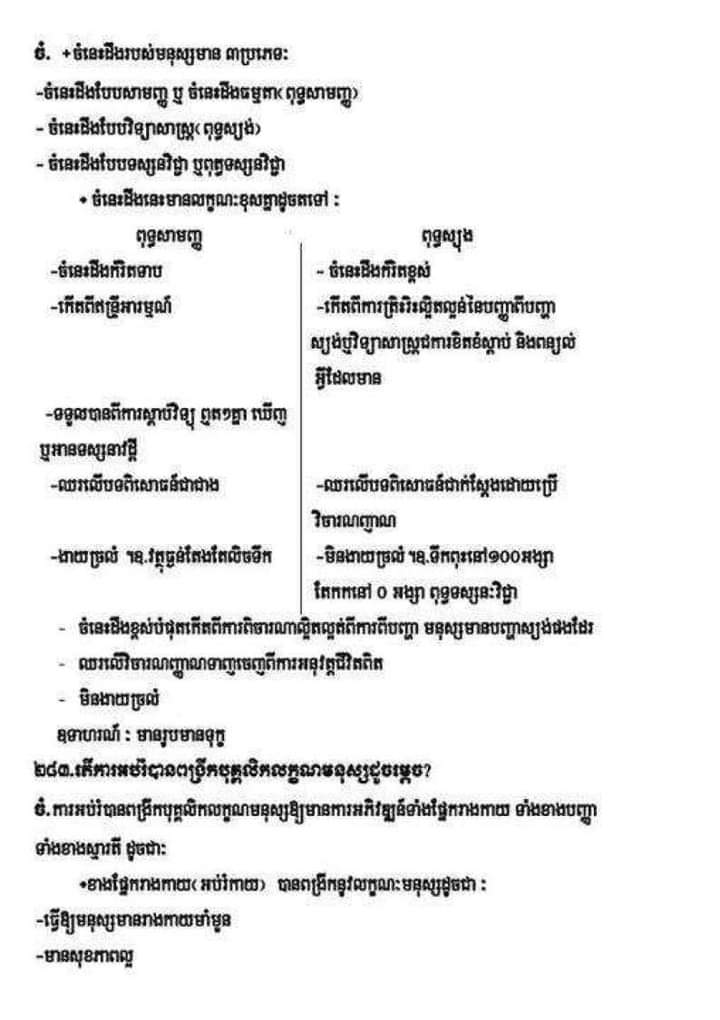 ចំ. +ចំនេះដឹងរបស់មនុស្សមាន ៣ប្រភេទ:
-ចំនេះដឹងបែបសាមញ្ញ ឬ ចំនេះដឹងធម្មតា(ពុទ្ធសាមញ្ញ)
- ចំនេះដឹងបែបវិទ្យាសាស្ត្រ(ពុទ្ធស្យង់)
- ចំនេះដឹងបែបទស្សនវិជ្ជា ឬពុត្វទស្សនវិជ្ជា
* ចំនេះដឹងនេះមានលក្ខណៈខុសគ្នាដូចតទៅ :
ពុទ្ធសាមញ្ញ
-ចំនេះដឹងកំរិតទាប
-កើតពីឥន្ទ្រីអារម្មណ៍
-ទទួលបានពីការស្តាប់វិទ្យុ ឮត១គ្នា ឃើញ
ឬអានទស្សនាវដ្តី
-ឈរលើបទពិសោធន៍ជាជាង
-ងាយច្រលំ ។ឧ.វត្ថុធ្ងន់តែងតែលិចទឹក
ពុទ្ធស្យុង
- ចំនេះដឹងកំរិតខ្ពស់
-កើតពីការត្រិះរិះល្អិតល្អន់នៃបញ្ញាពីបញ្ហា
ស្យង់ឬវិទ្យាសាស្ត្រជការខិតខំស្តាប់ និងពន្យល់
អ្វីដែលមាន
-ឈរលើបទពិសោធន៍ជាក់ស្តែងដោយប្រើ
វិចារណញាណ
-មិនងាយច្រលំ ។ឧ.ទឹកពុះនៅ១០០អង្សា
តែកកនៅ 0 អង្សា ពុទ្ធទស្សនៈវិជ្ជា
- ចំនេះដឹងខ្ពស់បំផុតកើតពីការពិចារណាល្អិតល្អត់ពីការពីបញ្ហា មនុស្សមានបញ្ហាស្យង់ផងដែរ
- ឈរលើវិចារណញ្ញាណទាញចេញពីការអនុវត្តជីវិតពិត
- មិនងាយច្រលំ
ឧទាហរណ៍ : មានរូបមានទុក្ខ
២៨៣.តើការអប់រំបានពង្រីកបុគ្គលិកលក្ខណមនុស្សដូចម្តេច?
ចំ.ការអប់រំបានពង្រីកបុគ្គលិកលក្ខណមនុស្សឱ្យមានការអភិវឌ្ឍន៍ទាំងផ្នែករាងកាយ ទាំងខាងបញ្ញា
ទាំងខាងស្មារតី ដូចជា:
*ខាងផ្នែករាងកាយ(អប់រំកាយ) បានពង្រីកនូវលក្ខណៈមនុស្សដូចជា :
-ធ្វើឱ្យមនុស្សមានរាងកាយមាំមួន
-មានសុខភាពល្អ